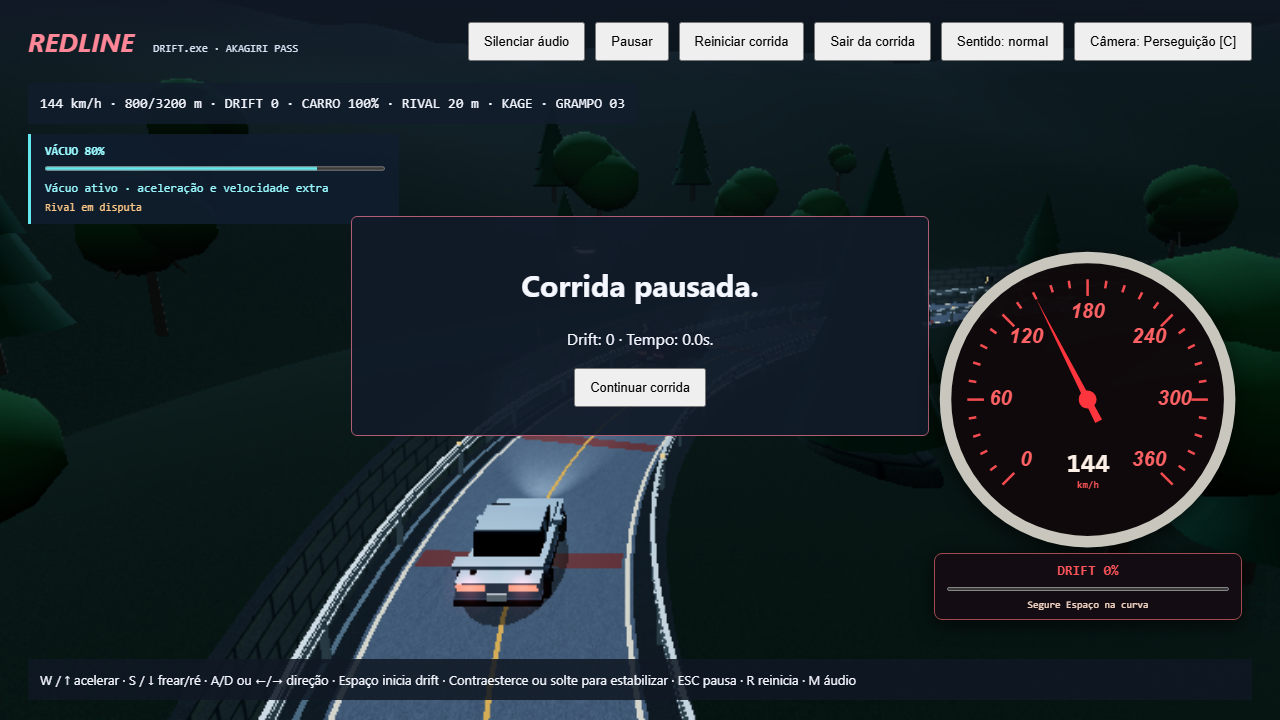 REDLINE DRIFT.exe · AKAGIRI PASS
Silenciar áudio
Pausar
Reiniciar corrida
Sair da corrida
Sentido: normal
Câmera: Perseguição [C]
144 km/h · 800/3200 m · DRIFT 0 · CARRO 100% · RIVAL 20 m · KAGE · GRAMPO 03
VÁCUO 80%
Vácuo ativo · aceleração e velocidade extra
Rival em disputa
Corrida pausada.
Drift: 0 · Tempo: 0.0s.
Continuar corrida
0
60
120
180
240
300
360
144
km/h
DRIFT 0%
Segure Espaço na curva
W / ↑ acelerar · S / ↓ frear/ré · A/D ou ←/→ direção · Espaço inicia drift · Contraesterce ou solte para estabilizar · ESC pausa · R reinicia · M áudio